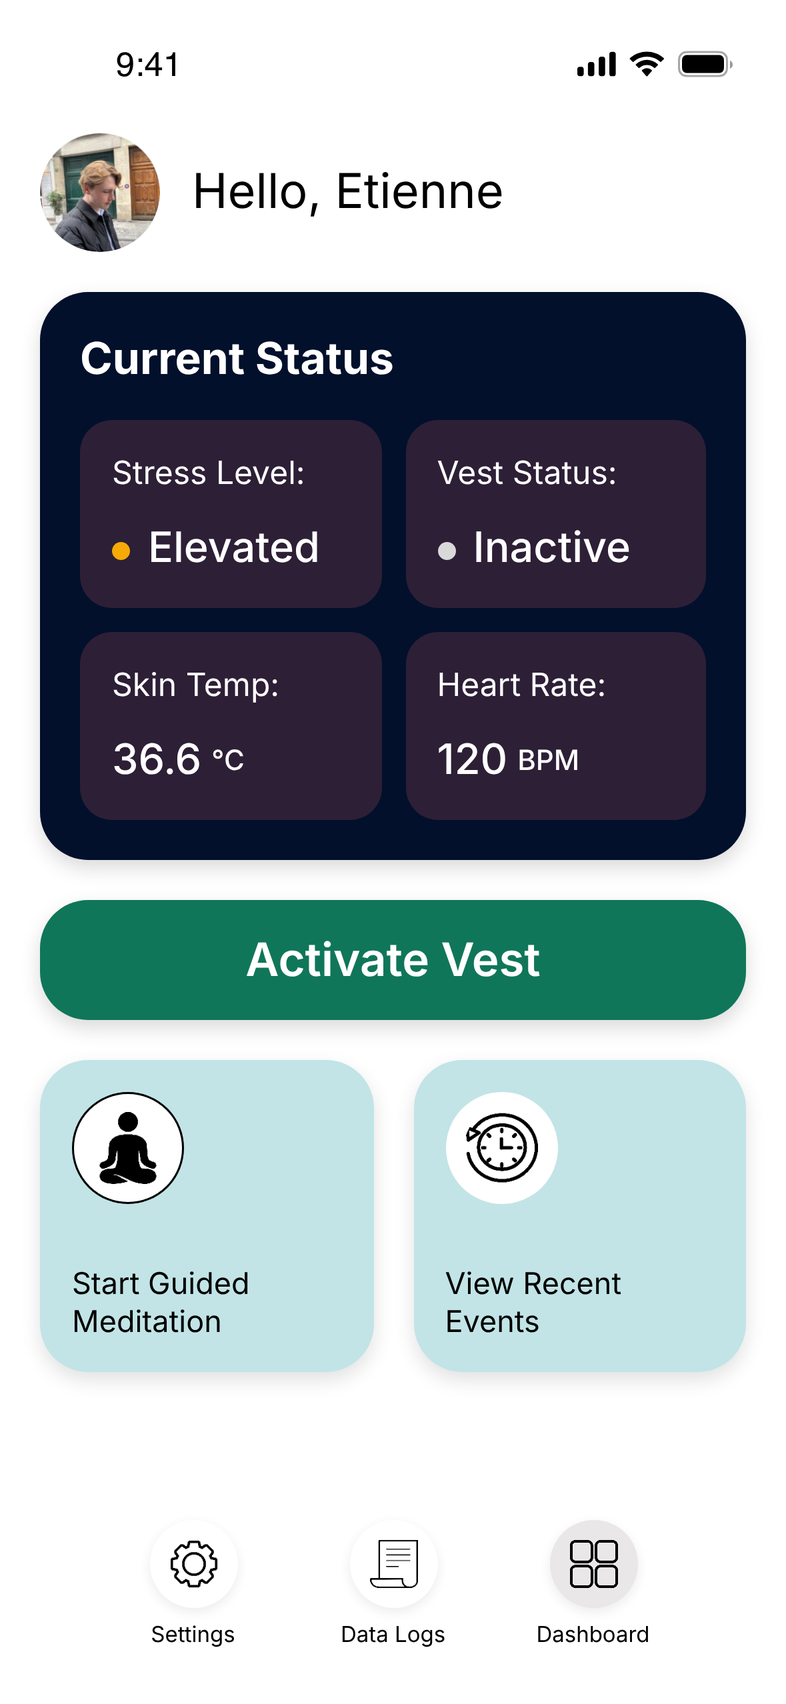 9:41
Hello, Etienne
Current Status
Stress Level:
Elevated
Vest Status:
Inactive
Skin Temp:
36.6 °C
Heart Rate:
120 BPM
Activate Vest
Start Guided
Meditation
View Recent
Events
Settings
Data Logs
Dashboard